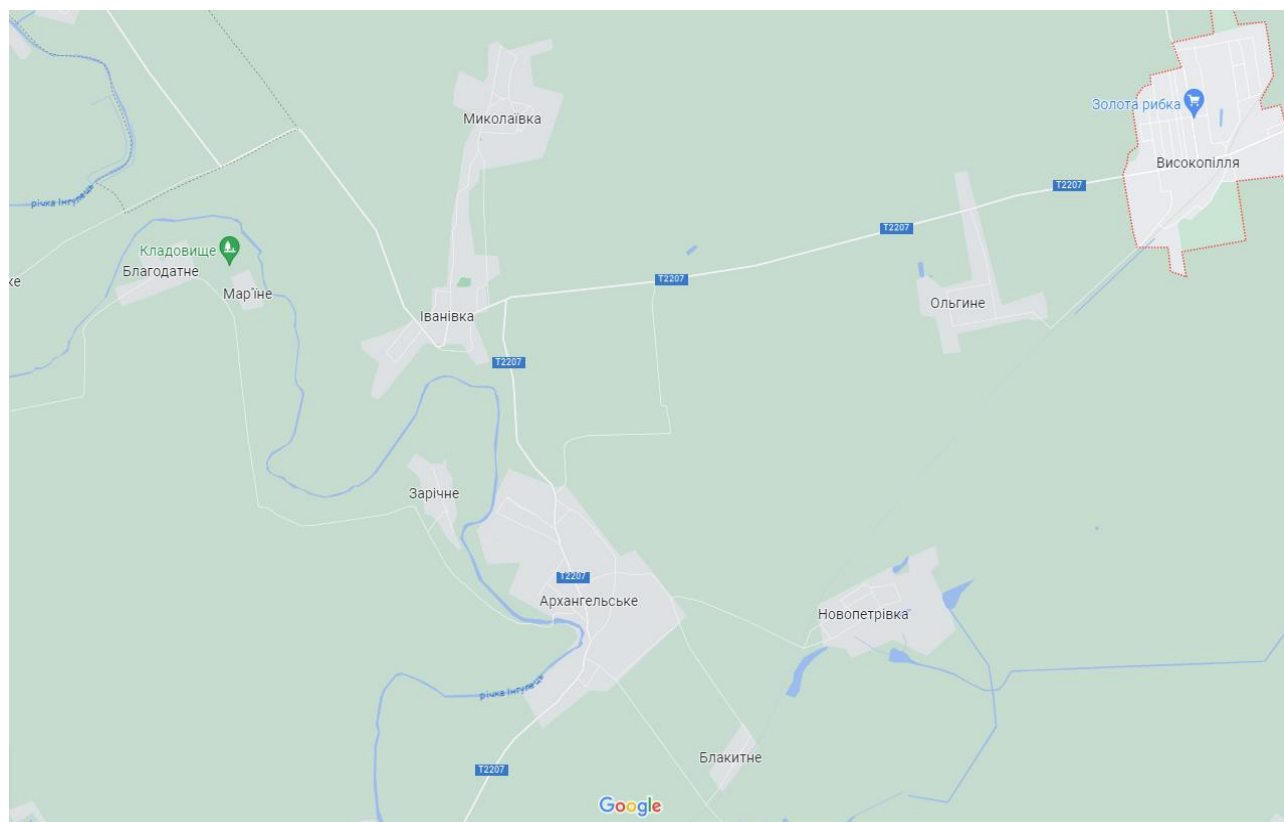 Миколаївка
Золота рибка
Високопілля
T2207
річка Інгулець
T2207
Кладовище
Благодатне
ке
T2207
Мар'їне
Ольгине
Іванівка
T2207
Зарічне
T2207
Архангельське
Новопетрівка
річка Інгулець
Блакитне
T2207
Google